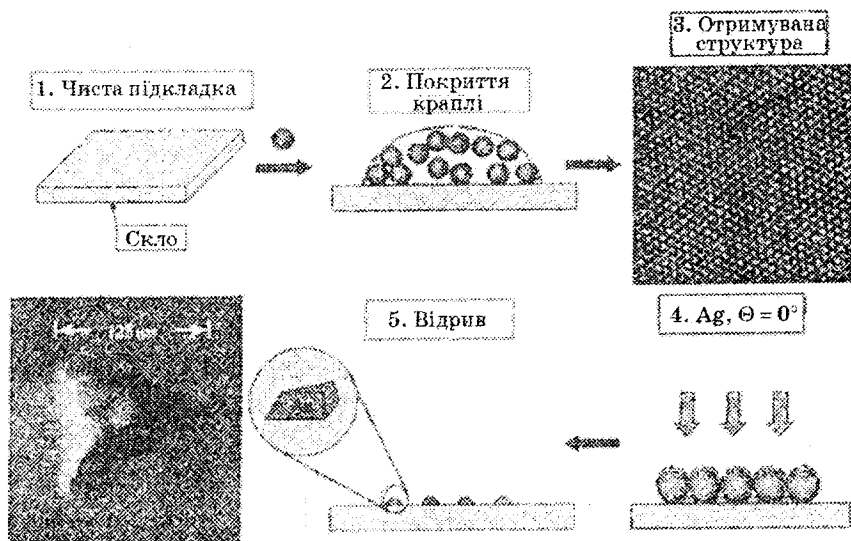 1. Чиста підкладка
Скло
2. Покриття
краплі
3. Отримувана
структура
4. Ag, Θ = 0°
5. Відрив